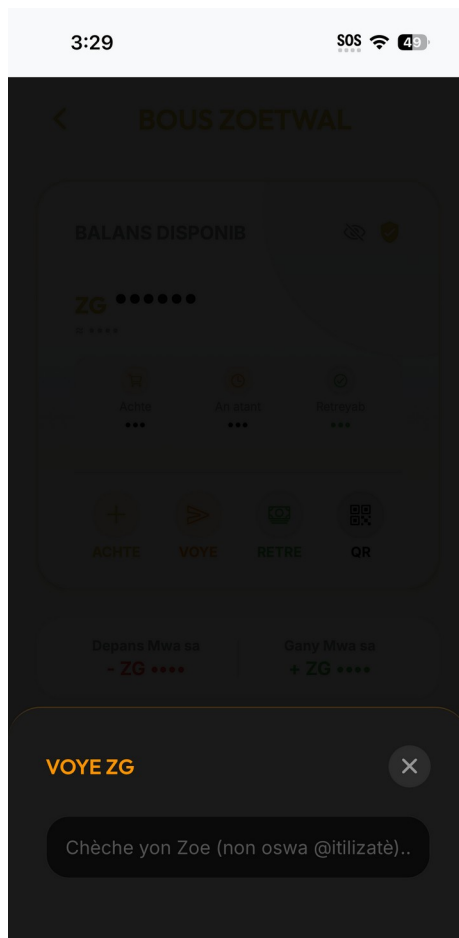 3:29
SOS
49
BOUS ZOETWAL
BALANS DISPONIB
ZG ••••••
≈ ••••
Achte
An atant
Retrayab
•••
•••
•••
ACHTE
VOYE
RETRE
QR
Depans Mwa sa
Gany Mwa sa
- ZG ••••
+ ZG ••••
VOYE ZG
Chèche yon Zoe (non oswa @itilizatè)..